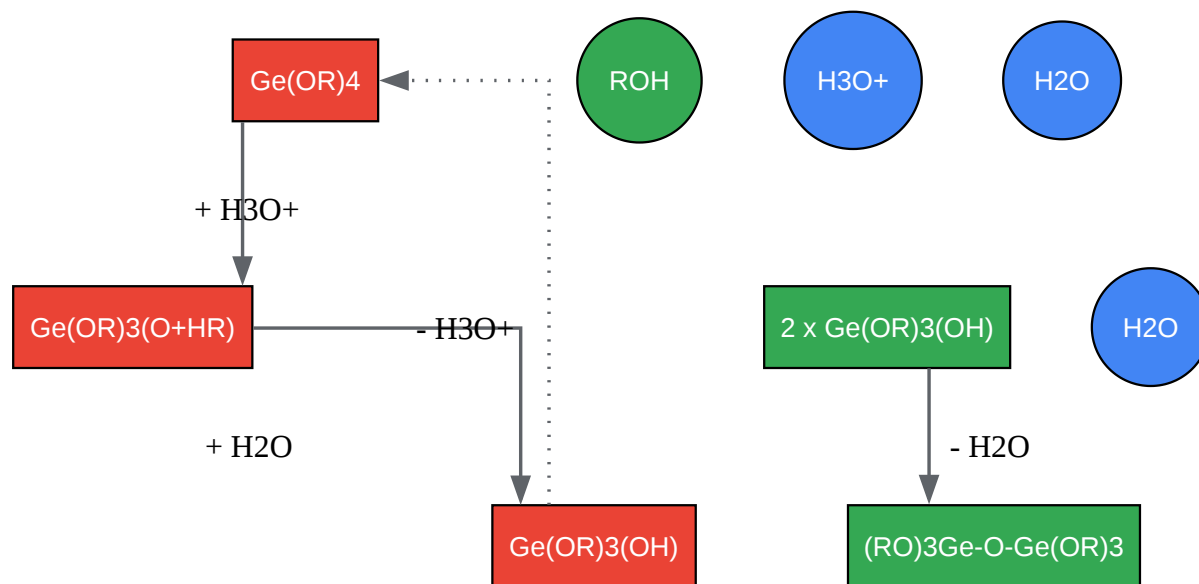 Ge(OR)4
ROH
H3O+
H2O
+ H3O+
Ge(OR)3(O+HR)
- H3O+
2 x Ge(OR)3(OH)
H2O
+ H2O
- H2O
Ge(OR)3(OH)
(RO)3Ge-O-Ge(OR)3